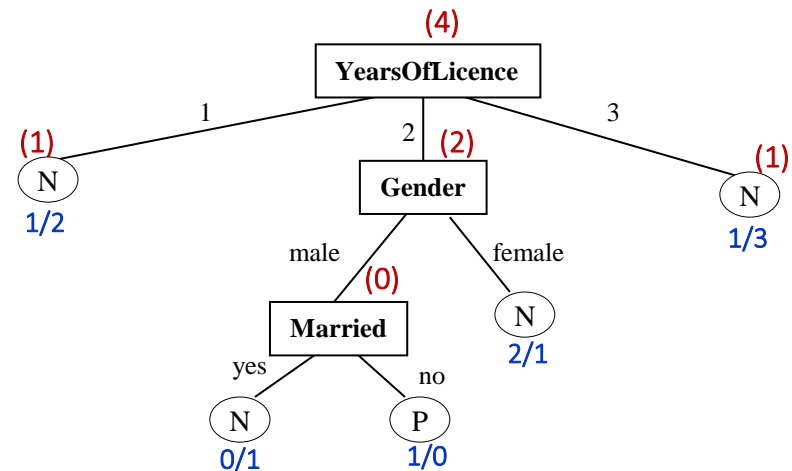 (4)
YearsOfLicence
1
2
3
(1)
(2)
(1)
N
Gender
N
1/2
1/3
male
female
(0)
N
Married
2/1
yes
no
N
P
0/1
1/0